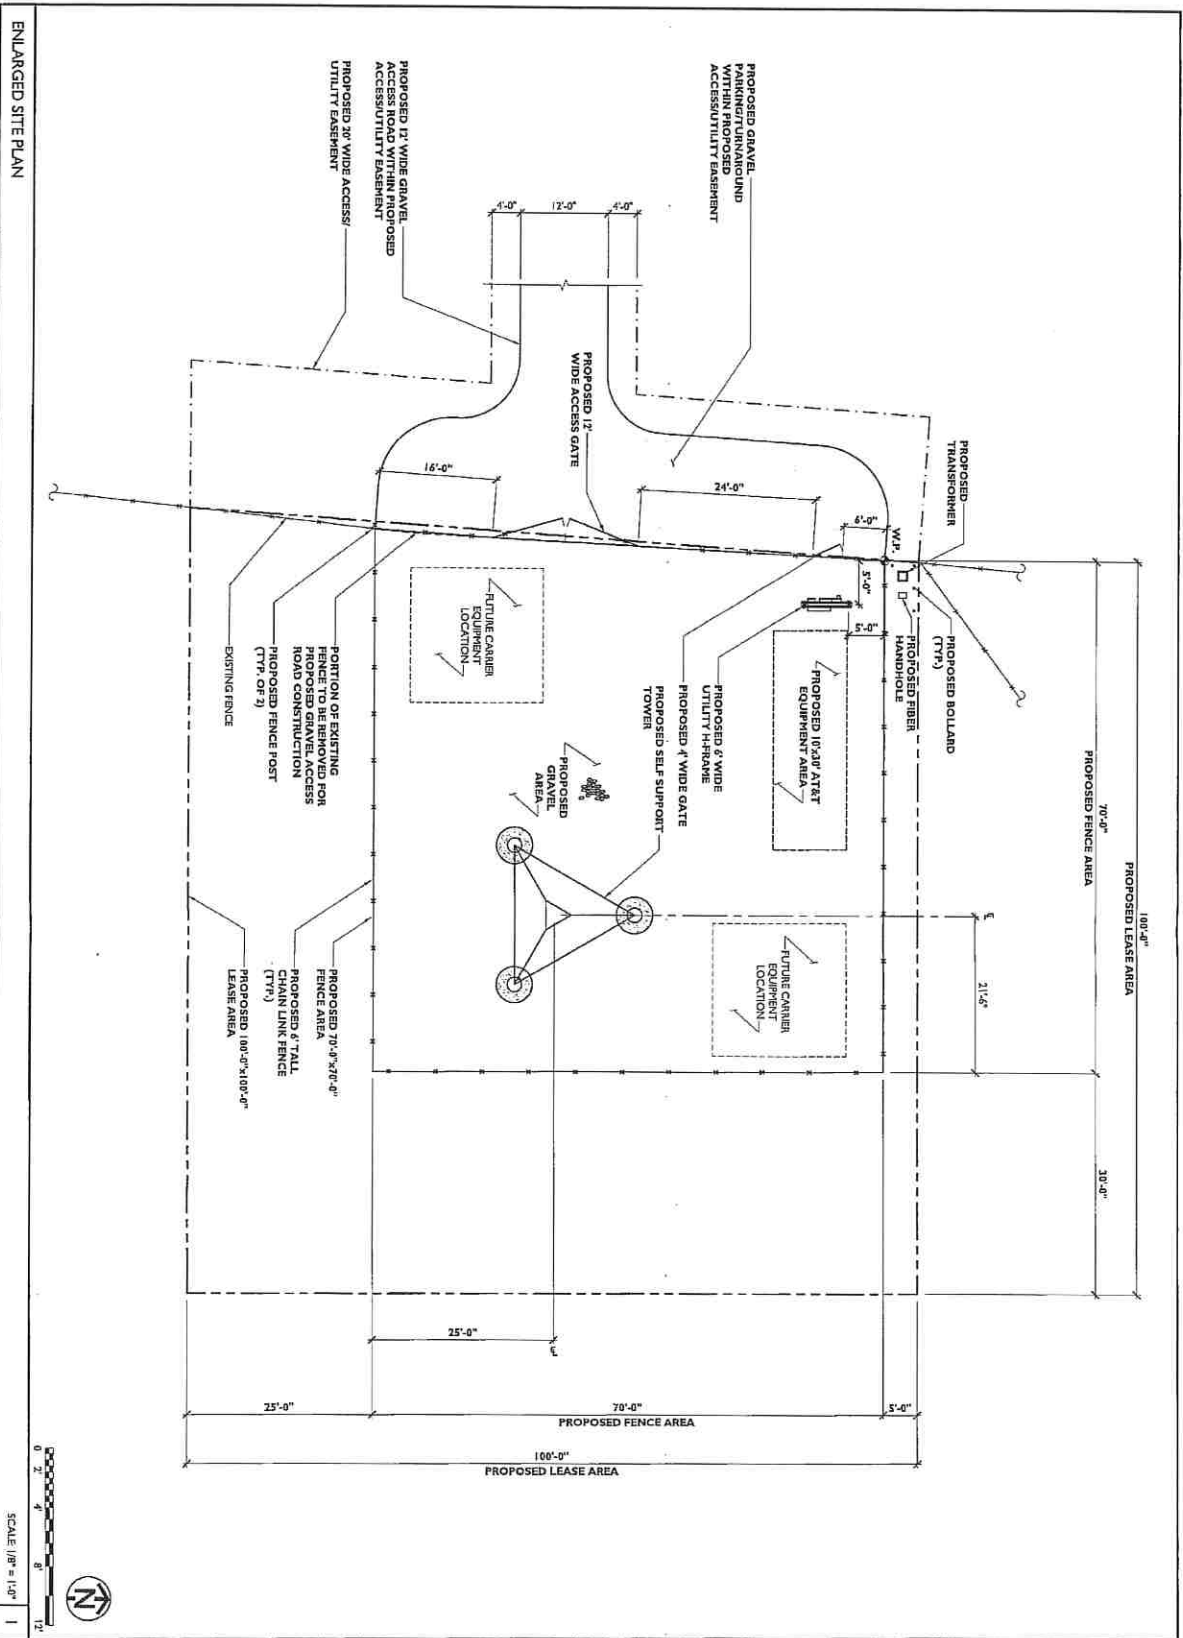 PROPOSED GRAVEL
PARKING/TURNAROUND
WITHIN PROPOSED
ACCESS/UTILITY EASEMENT
PROPOSED 12' WIDE GRAVEL
ACCESS ROAD WITHIN PROPOSED
ACCESS/UTILITY EASEMENT
PROPOSED 20' WIDE ACCESS/
UTILITY EASEMENT
4'-0"
12'-0"
4'-0"
PROPOSED 12'
WIDE ACCESS GATE
16'-0"
24'-0"
6'-0"
W.P.
PROPOSED
TRANSFORMER
5'-0"
5'-0"
PROPOSED BOLLARD
(TYP.)
PROPOSED FIBER
HANDHOLE
PROPOSED 10'x30' AT&T
EQUIPMENT AREA
PROPOSED 6' WIDE
UTILITY H-FRAME
PROPOSED 4' WIDE GATE
PROPOSED SELF SUPPORT
TOWER
FUTURE CARRIER
EQUIPMENT
LOCATION
PROPOSED
GRAVEL
AREA
FUTURE CARRIER
EQUIPMENT
LOCATION
PORTION OF EXISTING
FENCE TO BE REMOVED FOR
PROPOSED GRAVEL ACCESS
ROAD CONSTRUCTION
PROPOSED FENCE POST
(TYP. OF 2)
EXISTING FENCE
PROPOSED 70'-0"x70'-0"
FENCE AREA
PROPOSED 6' TALL
CHAIN LINK FENCE
(TYP.)
PROPOSED 100'-0"x100'-0"
LEASE AREA
100'-0"
PROPOSED LEASE AREA
70'-0"
PROPOSED FENCE AREA
30'-0"
21'-6"
25'-0"
25'-0"
70'-0"
PROPOSED FENCE AREA
5'-0"
100'-0"
PROPOSED LEASE AREA
N
0 2' 4' 8' 12'
ENLARGED SITE PLAN
SCALE: 1/8" = 1'-0"
1